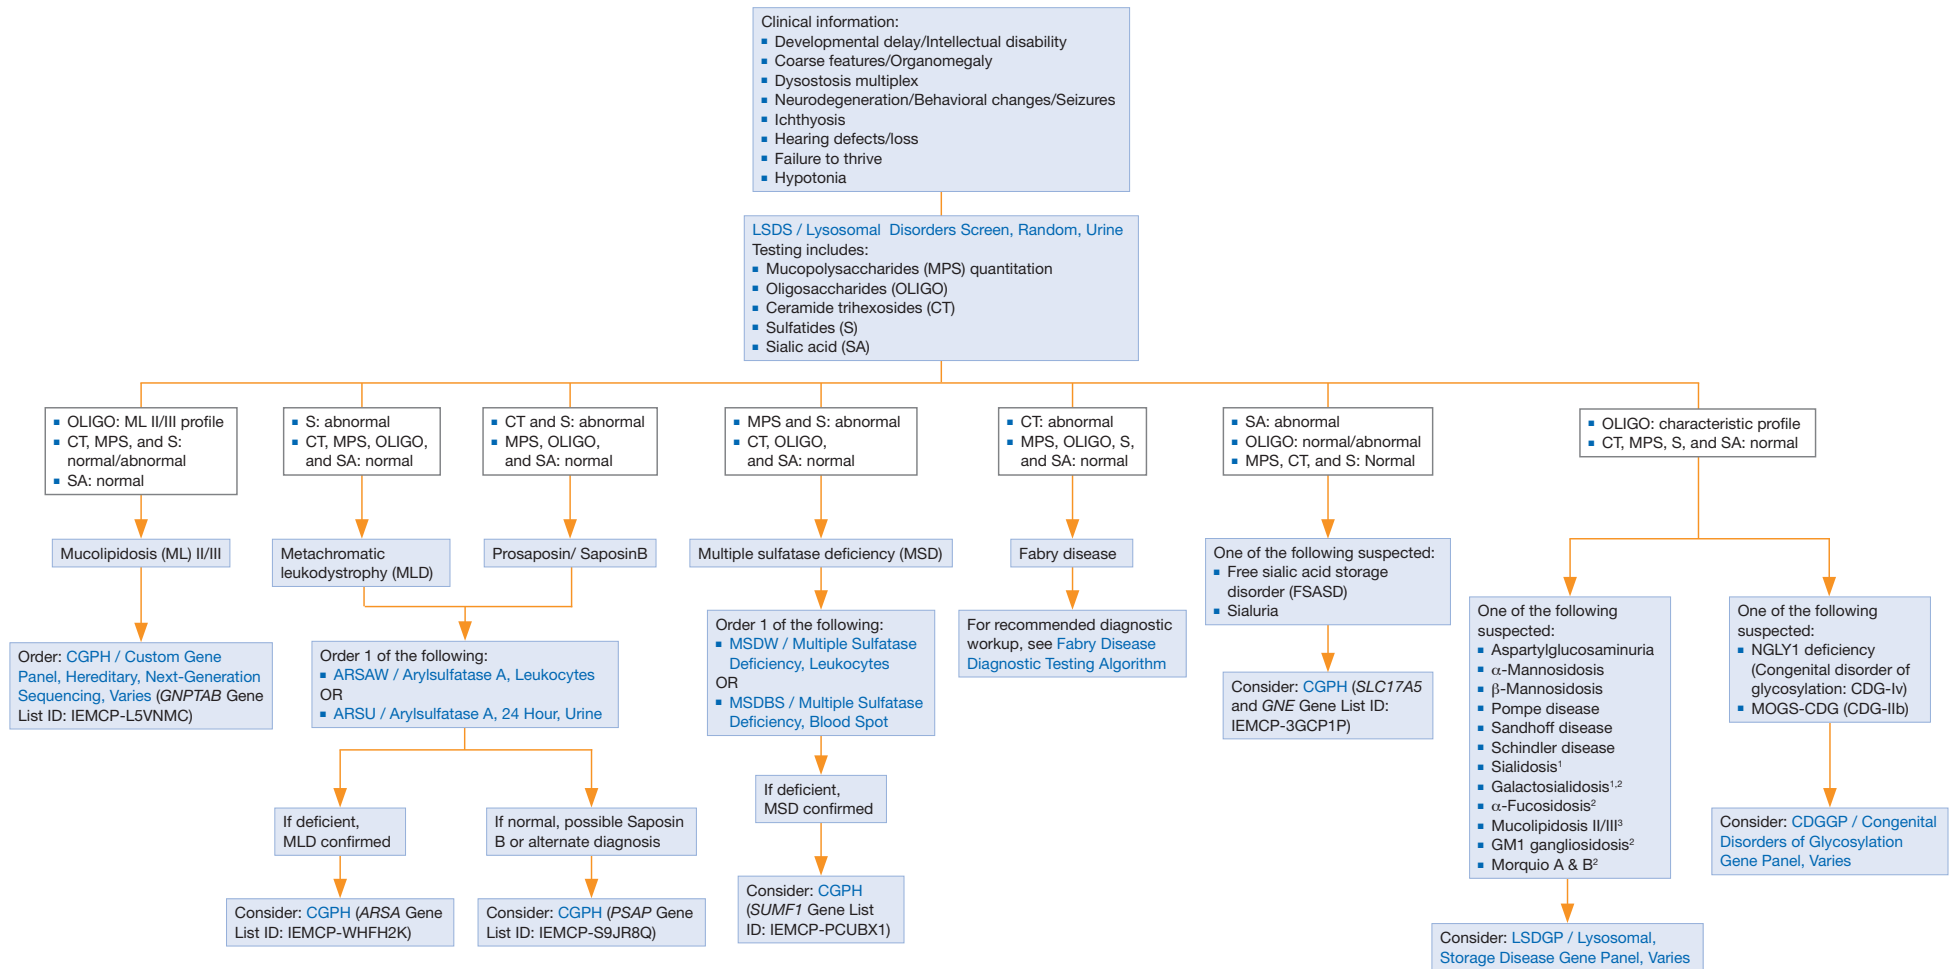 Clinical information:
▪ Developmental delay/Intellectual disability
▪ Coarse features/Organomegaly
▪ Dysostosis multiplex
▪ Neurodegeneration/Behavioral changes/Seizures
▪ Ichthyosis
▪ Hearing defects/loss
▪ Failure to thrive
▪ Hypotonia
LSDS / Lysosomal Disorders Screen, Random, Urine
Testing includes:
▪ Mucopolysaccharides (MPS) quantitation
▪ Oligosaccharides (OLIGO)
▪ Ceramide trihexosides (CT)
▪ Sulfatides (S)
▪ Sialic acid (SA)
▪ OLIGO: ML II/III profile
▪ CT, MPS, and S:
normal/abnormal
▪ SA: normal
▪ S: abnormal
▪ CT, MPS, OLIGO,
and SA: normal
▪ CT and S: abnormal
▪ MPS, OLIGO,
and SA: normal
▪ MPS and S: abnormal
▪ CT, OLIGO,
and SA: normal
▪ CT: abnormal
▪ MPS, OLIGO, S,
and SA: normal
▪ SA: abnormal
▪ OLIGO: normal/abnormal
▪ MPS, CT, and S: Normal
▪ OLIGO: characteristic profile
▪ CT, MPS, S, and SA: normal
Mucolipidosis (ML) II/III
Metachromatic
leukodystrophy (MLD)
Prosaposin/ SaposinB
Multiple sulfatase deficiency (MSD)
Fabry disease
One of the following suspected:
▪ Free sialic acid storage
disorder (FSASD)
▪ Sialuria
One of the following
suspected:
▪ Aspartylglucosaminuria
▪ α-Mannosidosis
▪ β-Mannosidosis
▪ Pompe disease
▪ Sandhoff disease
▪ Schindler disease
▪ Sialidosis¹
▪ Galactosialidosis¹,²
▪ α-Fucosidosis²
▪ Mucolipidosis II/III³
▪ GM1 gangliosidosis²
▪ Morquio A & B²
One of the following
suspected:
▪ NGLY1 deficiency
(Congenital disorder of
glycosylation: CDG-Iv)
▪ MOGS-CDG (CDG-IIb)
Order: CGPH / Custom Gene
Panel, Hereditary, Next-Generation
Sequencing, Varies (GNPTAB Gene
List ID: IEMCP-L5VNMC)
Order 1 of the following:
▪ ARSAW / Arylsulfatase A, Leukocytes
OR
▪ ARSU / Arylsulfatase A, 24 Hour, Urine
Order 1 of the following:
▪ MSDW / Multiple Sulfatase
Deficiency, Leukocytes
OR
▪ MSDBS / Multiple Sulfatase
Deficiency, Blood Spot
For recommended diagnostic
workup, see Fabry Disease
Diagnostic Testing Algorithm
Consider: CGPH (SLC17A5
and GNE Gene List ID:
IEMCP-3GCP1P)
If deficient,
MLD confirmed
If normal, possible Saposin
B or alternate diagnosis
If deficient,
MSD confirmed
Consider: CDGGP / Congenital
Disorders of Glycosylation
Gene Panel, Varies
Consider: CGPH (ARSA Gene
List ID: IEMCP-WHFH2K)
Consider: CGPH (PSAP Gene
List ID: IEMCP-S9JR8Q)
Consider: CGPH
(SUMF1 Gene List
ID: IEMCP-PCUBX1)
Consider: LSDGP / Lysosomal,
Storage Disease Gene Panel, Varies